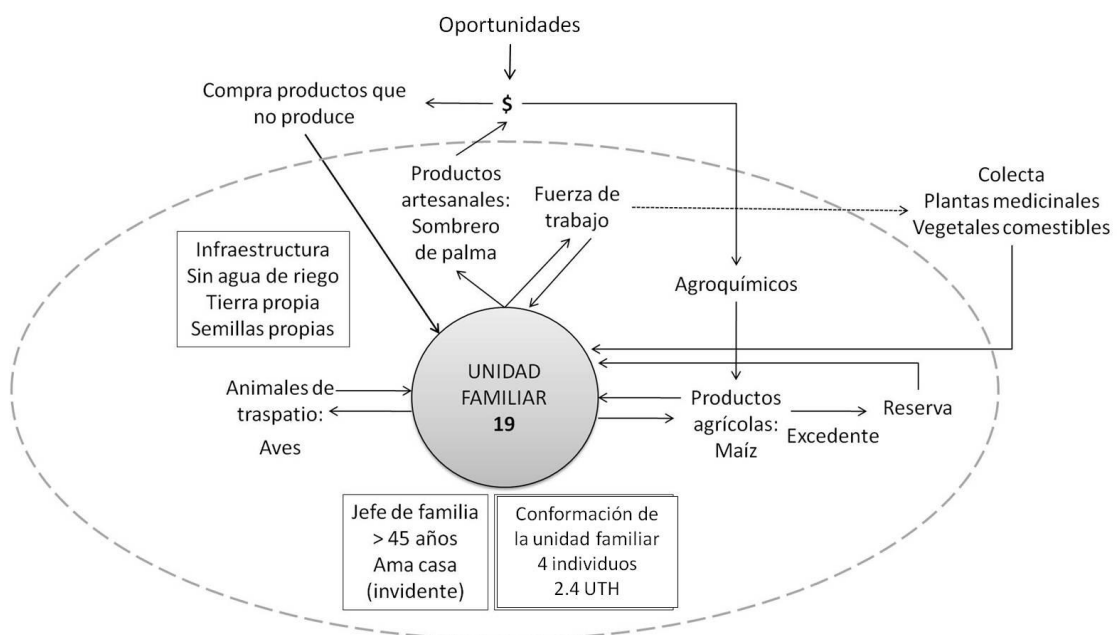 Oportunidades
Compra productos que
no produce
$
Productos
artesanales:
Sombrero
de palma
Fuerza de
trabajo
Colecta
Plantas medicinales
Vegetales comestibles
Infraestructura
Sin agua de riego
Tierra propia
Semillas propias
Agroquímicos
Animales de
traspatio:
Aves
UNIDAD
FAMILIAR
19
Productos
agrícolas:
Maíz
Excedente
Reserva
Jefe de familia
> 45 años
Ama casa
(invidente)
Conformación de
la unidad familiar
4 individuos
2.4 UTH